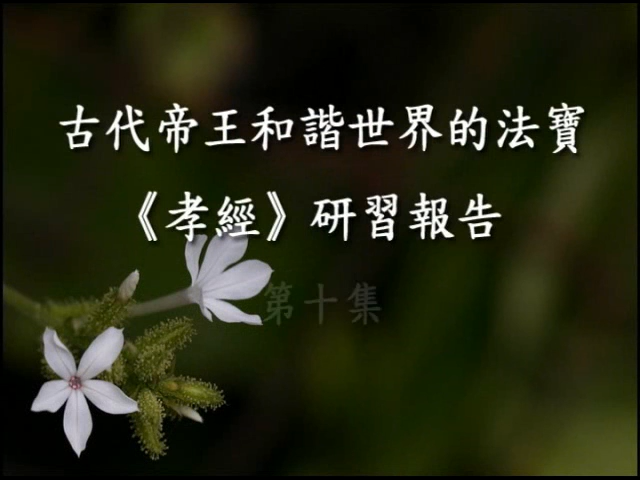 古代帝王和諧世界的法寶
《孝經》研習報告
第十集